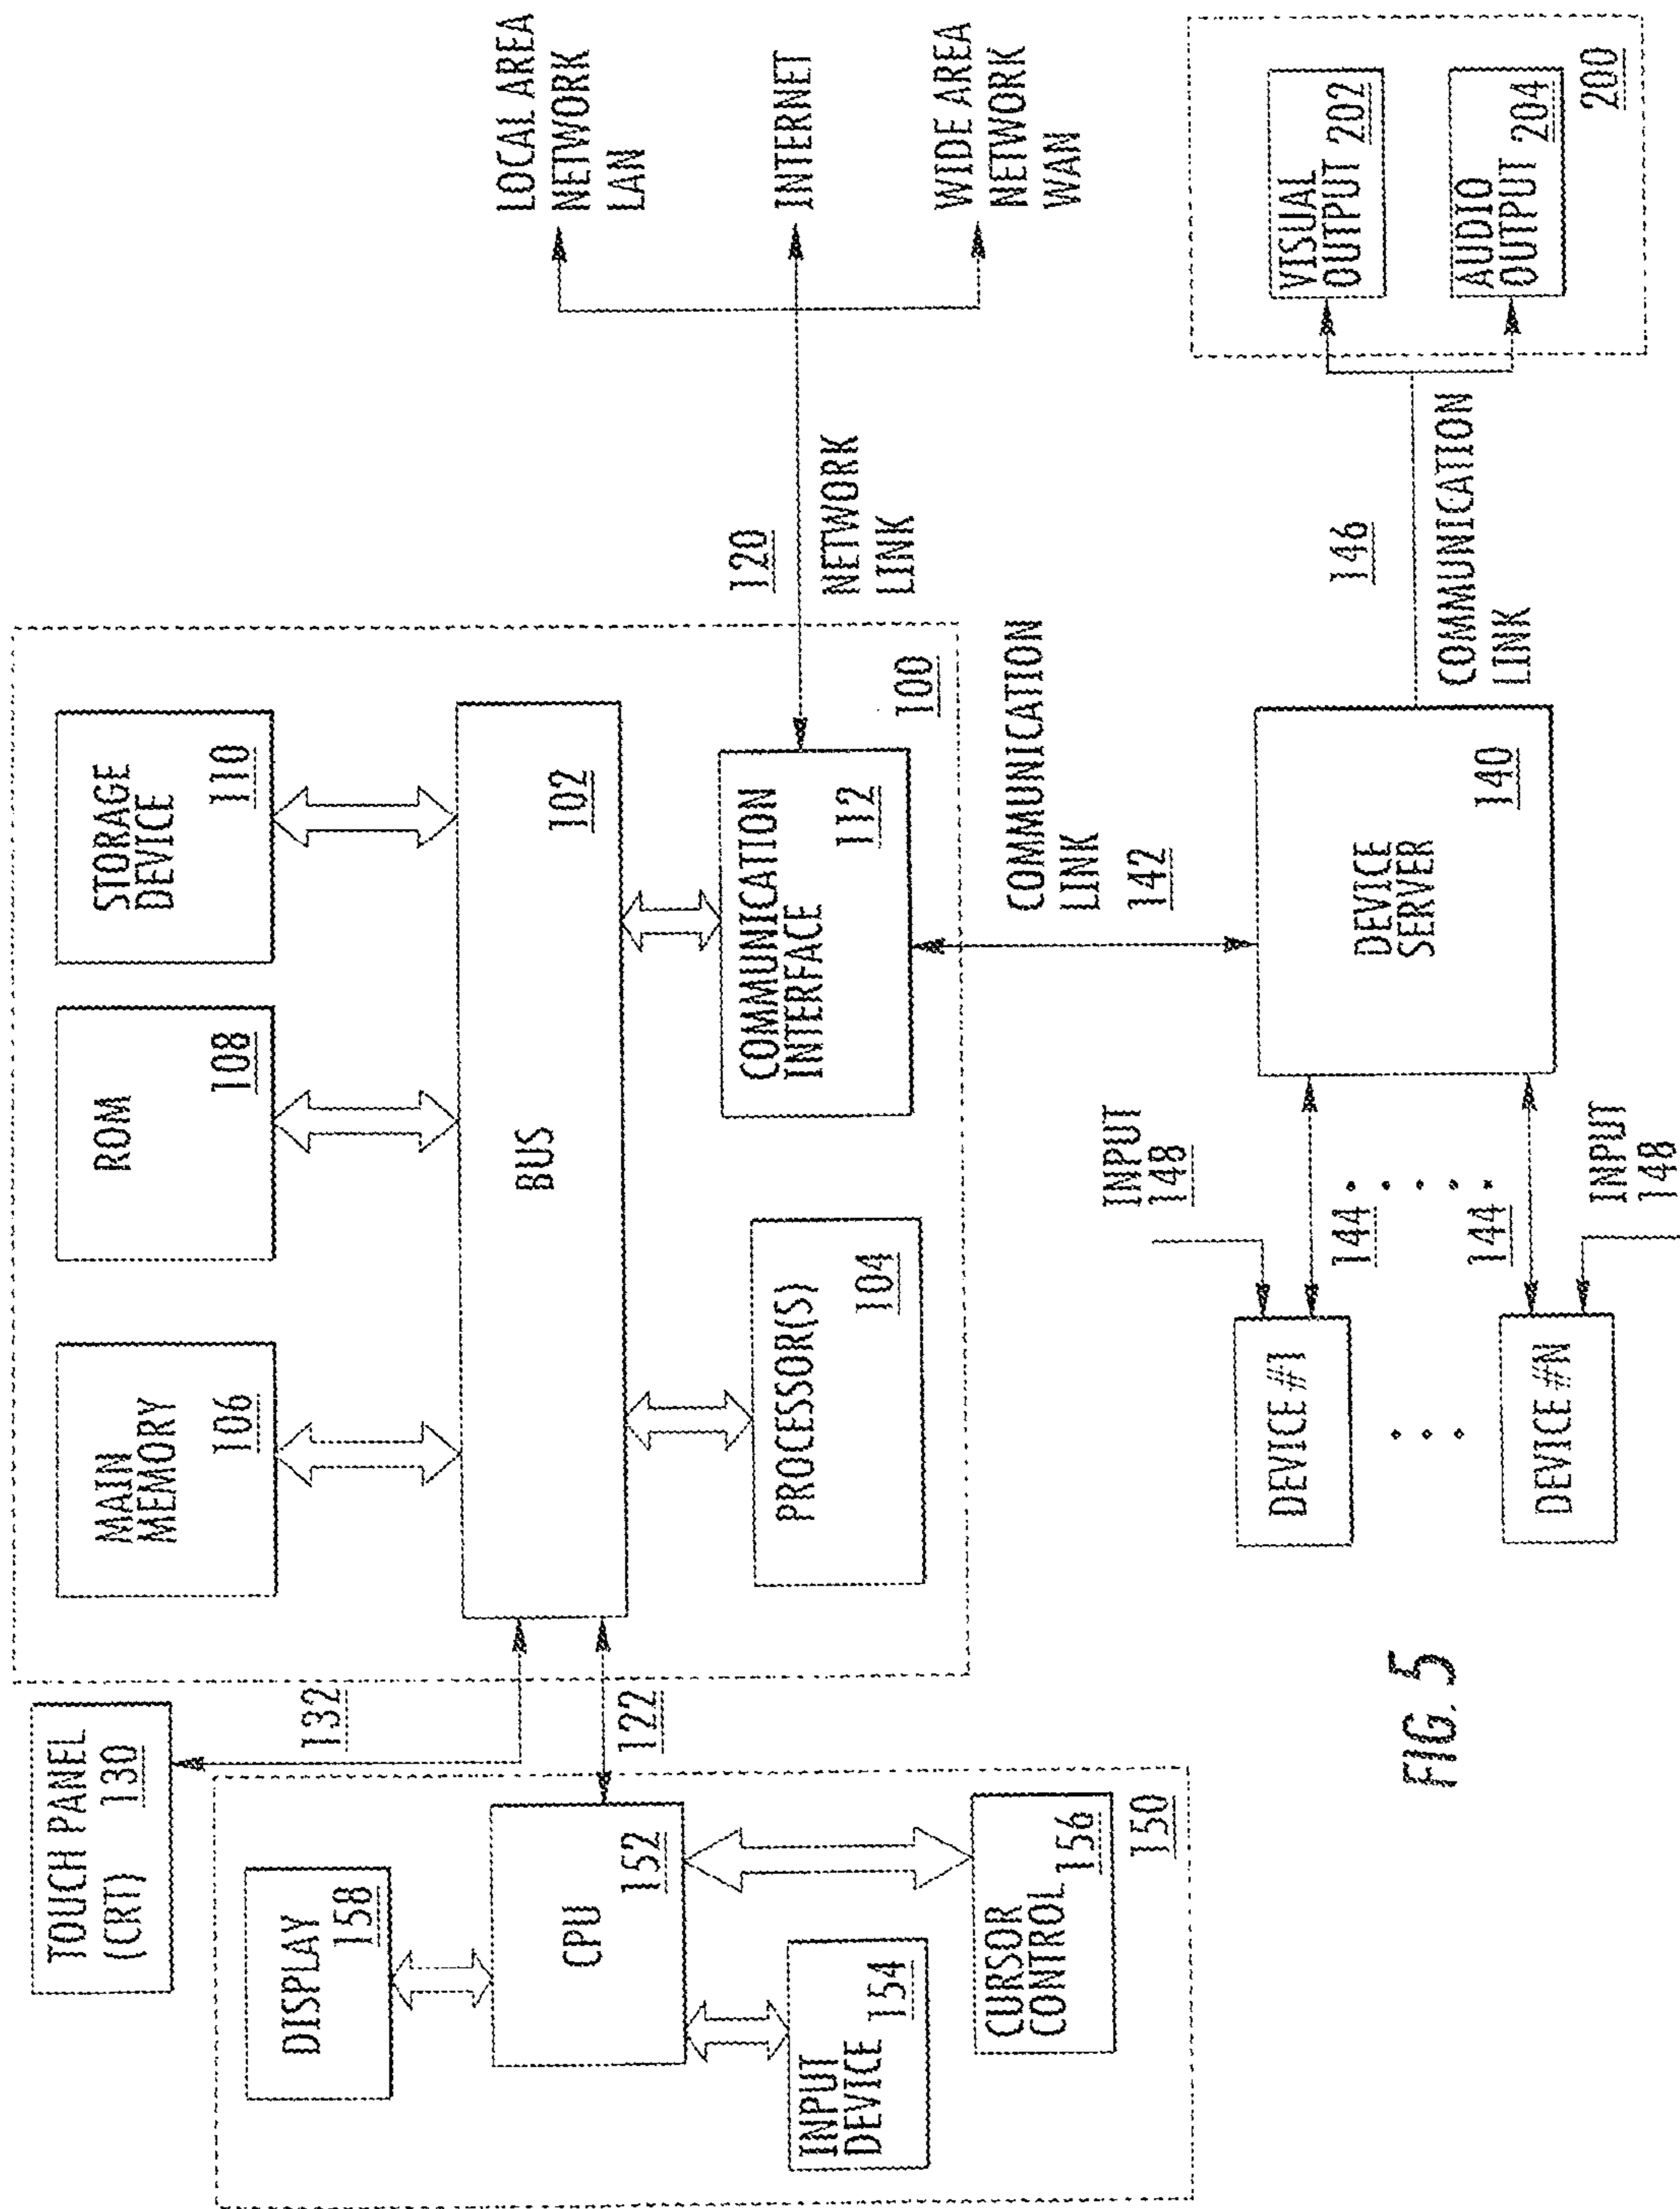 TOUCH PANEL
(CRT) 130
132
122
DISPLAY
158
CPU
152
INPUT
DEVICE 154
CURSOR
CONTROL 156
150
MAIN
MEMORY
106
ROM
108
STORAGE
DEVICE
110
BUS
102
PROCESSOR(S)
104
COMMUNICATION
INTERFACE
112
100
120
NETWORK
LINK
LOCAL AREA
NETWORK
LAN
INTERNET
WIDE AREA
NETWORK
WAN
COMMUNICATION
LINK
142
INPUT
148
DEVICE #1
144
144
DEVICE #N
INPUT
148
DEVICE
SERVER
140
146
COMMUNICATION
LINK
VISUAL
OUTPUT 202
AUDIO
OUTPUT 204
200
FIG. 5